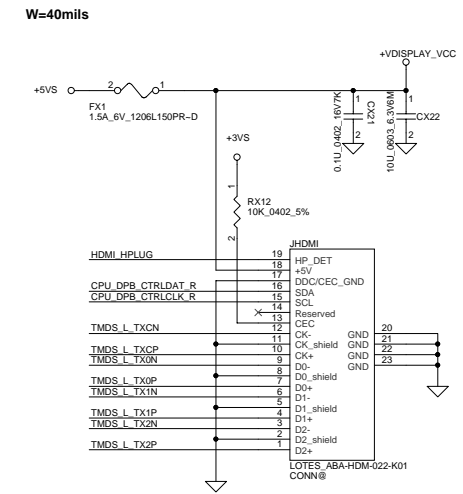 W=40mils
+VDISPLAY_VCC
+5VS
2
1
FX1
1.5A_6V_1206L150PR-D
1
2
0.1U_0402_16V7K
CX21
1
2
10U_0603_6.3V6M
CX22
+3VS
1
2
RX12
10K_0402_5%
JHDMI
HDMI_HPLUG 19 HP_DET
18 +5V
17 DDC/CEC_GND
CPU_DPB_CTRLDAT_R 16 SDA
CPU_DPB_CTRLCLK_R 15 SCL
14 Reserved
13 CEC
TMDS_L_TXCN 12 CK- GND 20
11 CK_shield GND 21
TMDS_L_TXCP 10 CK+ GND 22
TMDS_L_TX0N 9 D0- GND 23
8 D0_shield
TMDS_L_TX0P 7 D0+
TMDS_L_TX1N 6 D1-
5 D1_shield
TMDS_L_TX1P 4 D1+
TMDS_L_TX2N 3 D2-
2 D2_shield
TMDS_L_TX2P 1 D2+
LOTES_ABA-HDM-022-K01
CONN@